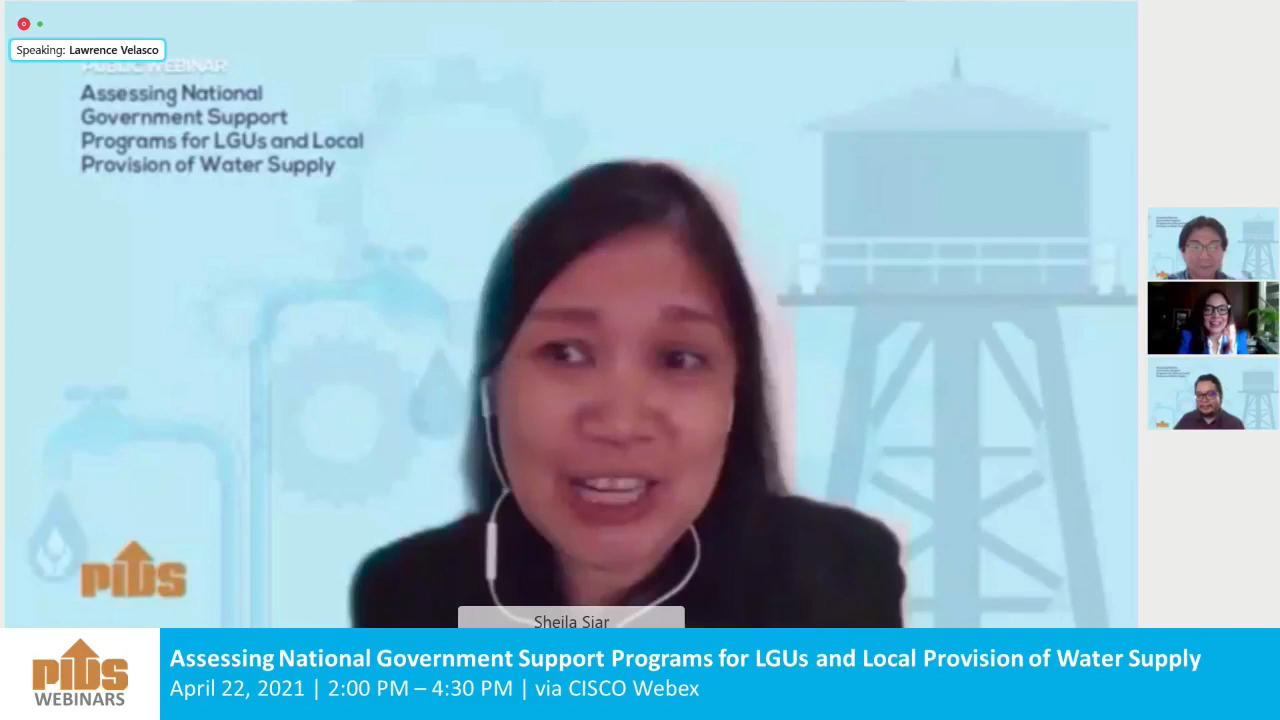 Speaking: Lawrence Velasco
PUBLIC WEBINAR
Assessing National
Government Support
Programs for LGUs and Local
Provision of Water Supply
PIDS
Sheila Siar
PIDS
WEBINARS
Assessing National Government Support Programs for LGUs and Local Provision of Water Supply
April 22, 2021 | 2:00 PM – 4:30 PM | via CISCO Webex